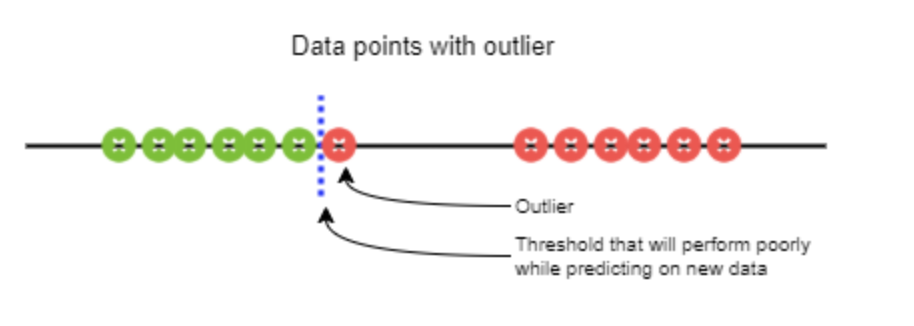 Data points with outlier
Outlier
Threshold that will perform poorly
while predicting on new data